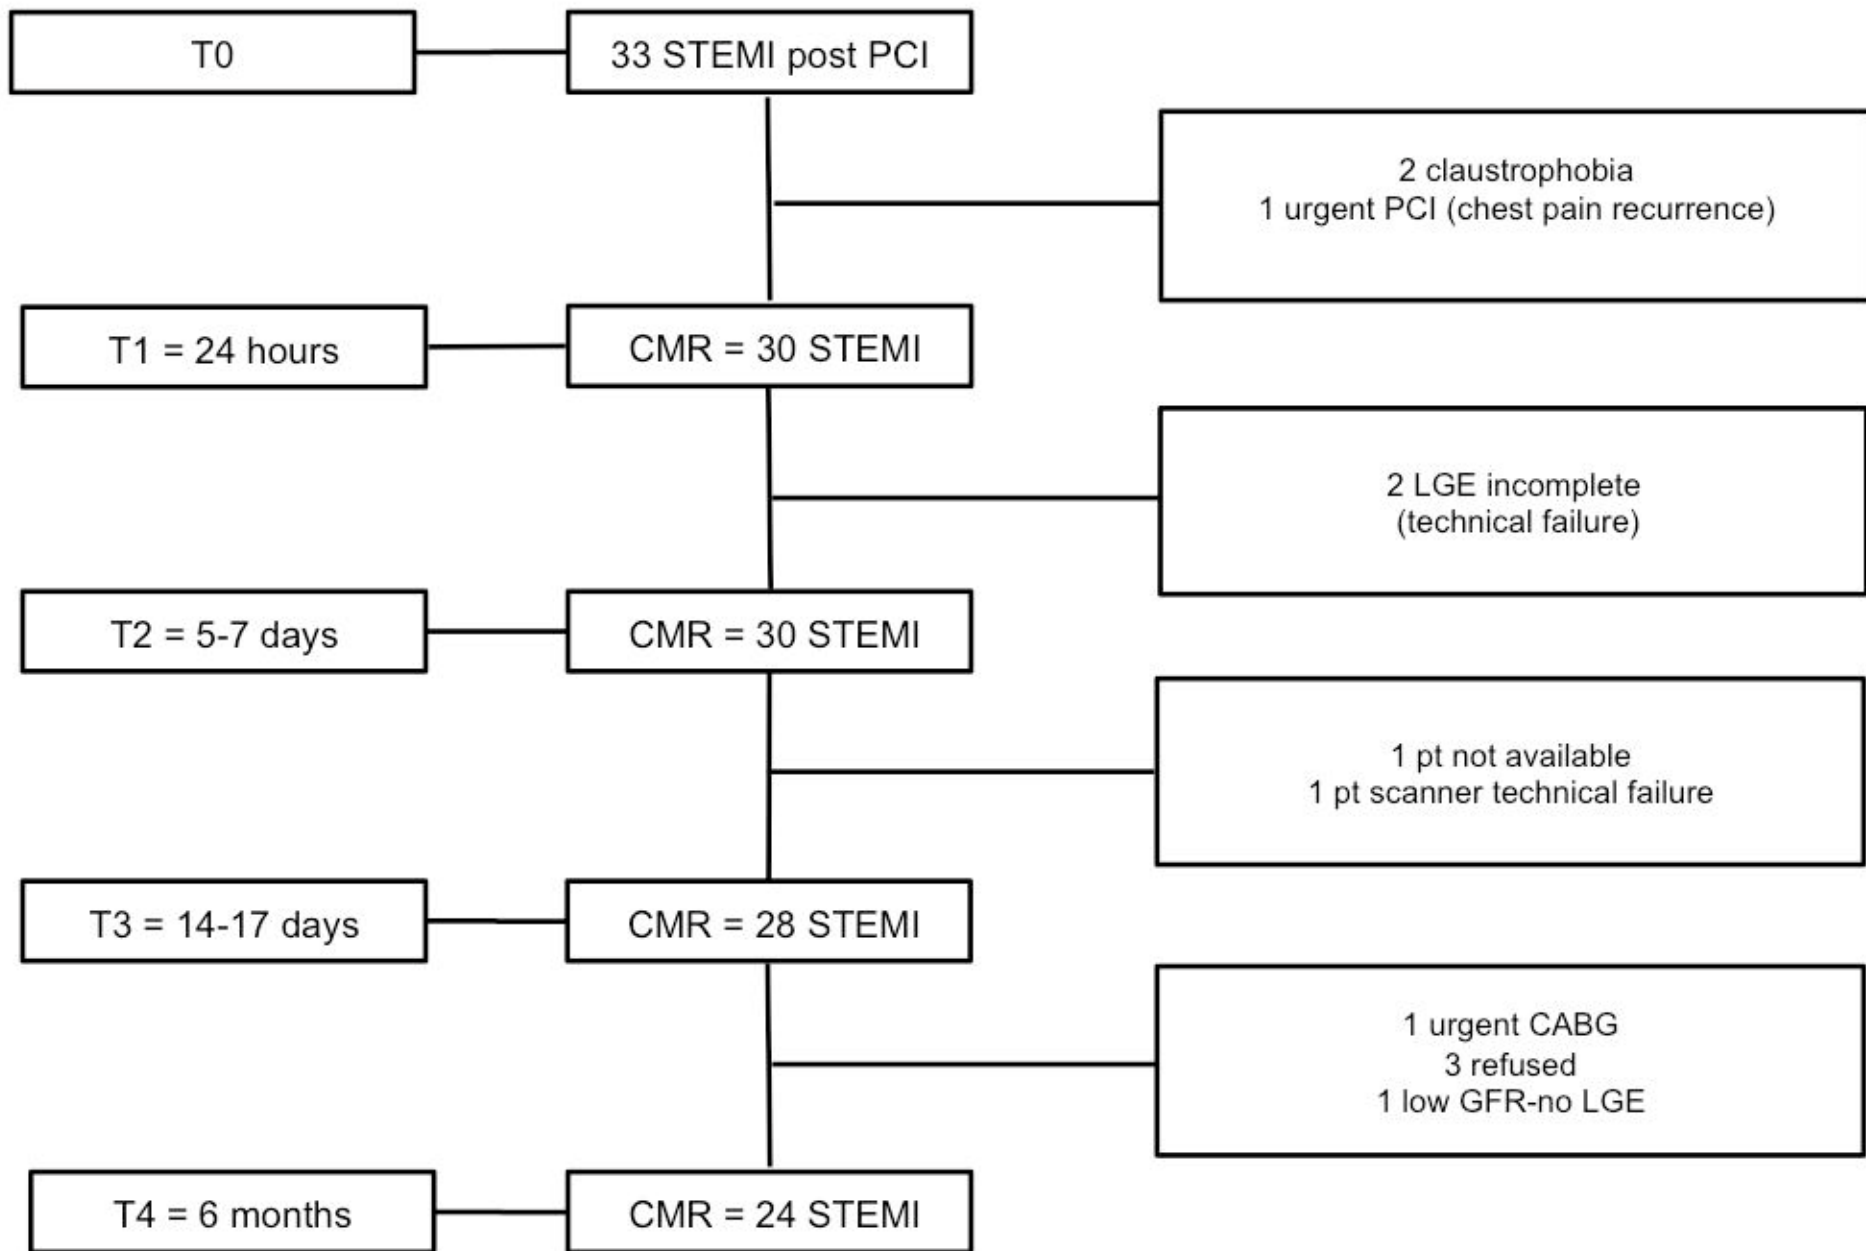 T0
33 STEMI post PCI
2 claustrophobia
1 urgent PCI (chest pain recurrence)
T1 = 24 hours
CMR = 30 STEMI
2 LGE incomplete
(technical failure)
T2 = 5-7 days
CMR = 30 STEMI
1 pt not available
1 pt scanner technical failure
T3 = 14-17 days
CMR = 28 STEMI
1 urgent CABG
3 refused
1 low GFR-no LGE
T4 = 6 months
CMR = 24 STEMI